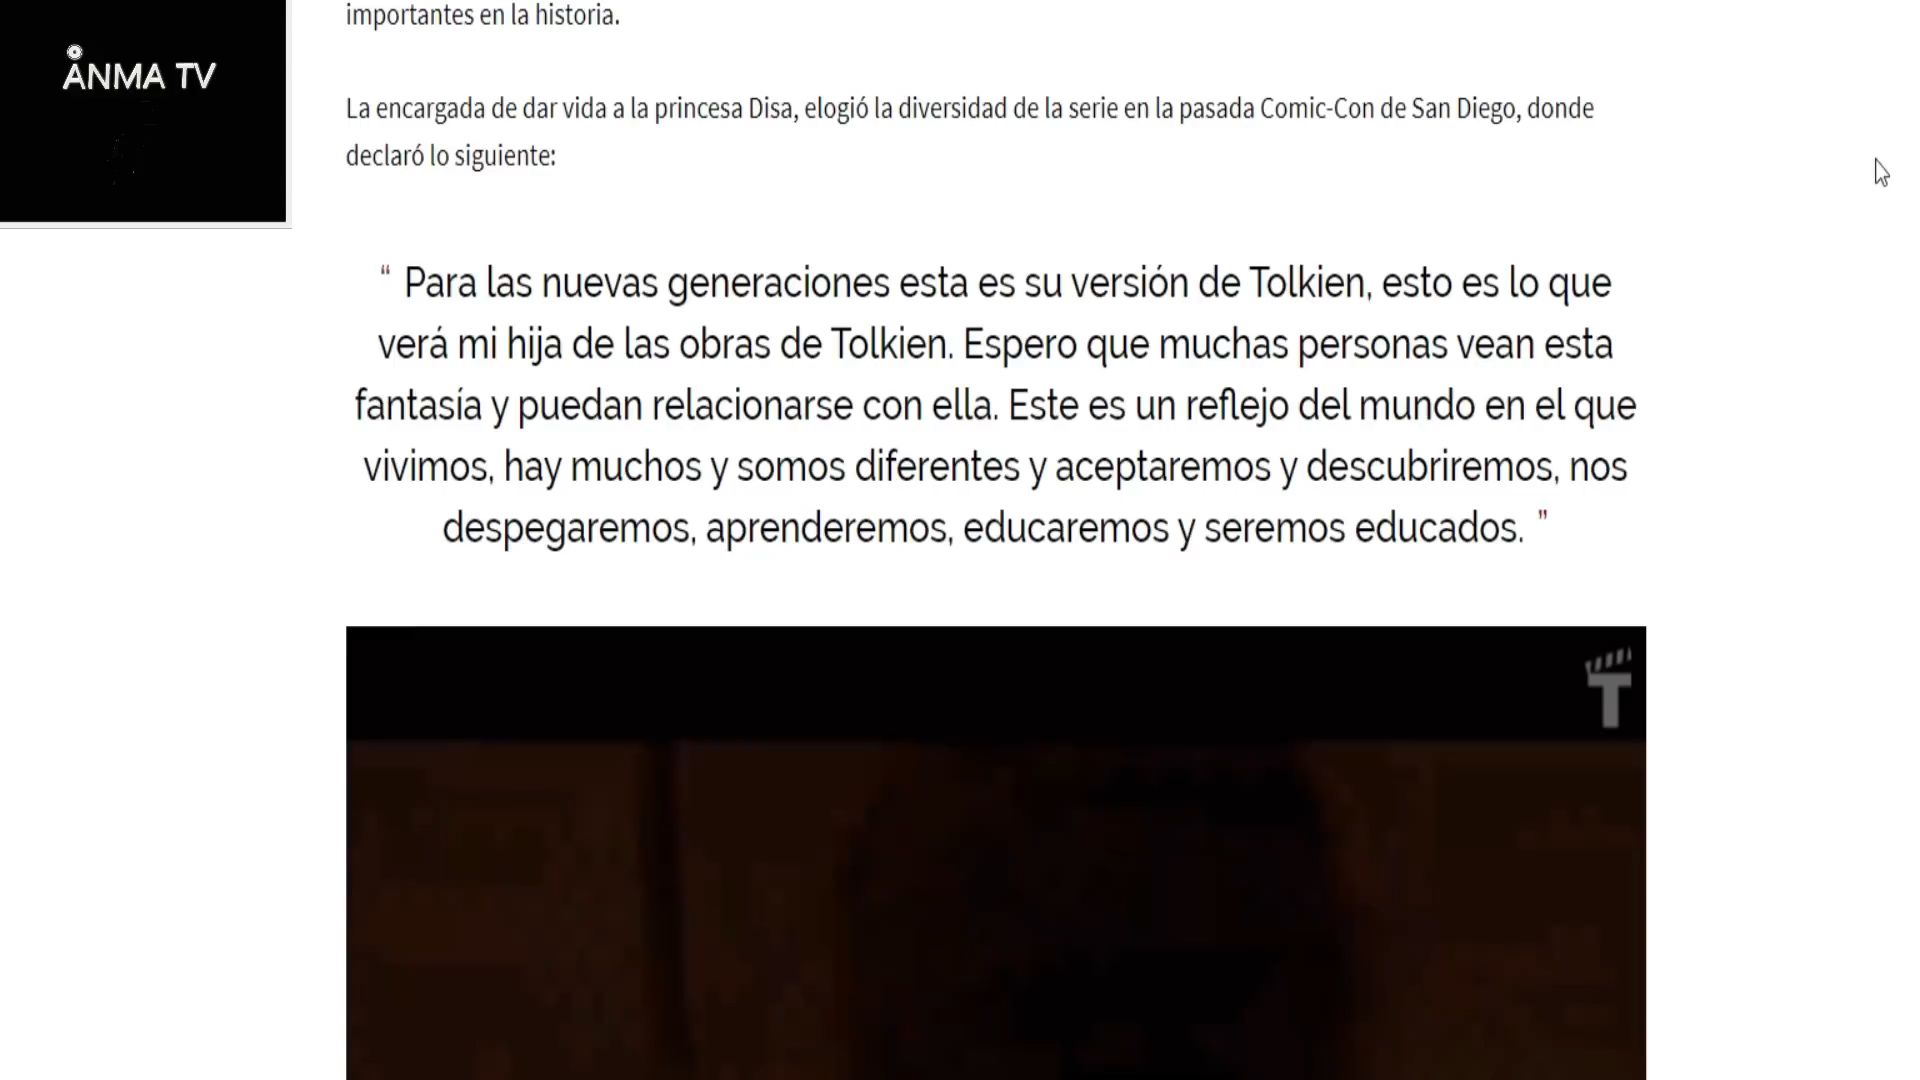 ANMA TV
importantes en la historia.
La encargada de dar vida a la princesa Disa, elogió la diversidad de la serie en la pasada Comic-Con de San Diego, donde
declaró lo siguiente:
“ Para las nuevas generaciones esta es su versión de Tolkien, esto es lo que
verá mi hija de las obras de Tolkien. Espero que muchas personas vean esta
fantasía y puedan relacionarse con ella. Este es un reflejo del mundo en el que
vivimos, hay muchos y somos diferentes y aceptaremos y descubriremos, nos
despegaremos, aprenderemos, educaremos y seremos educados. ”
T